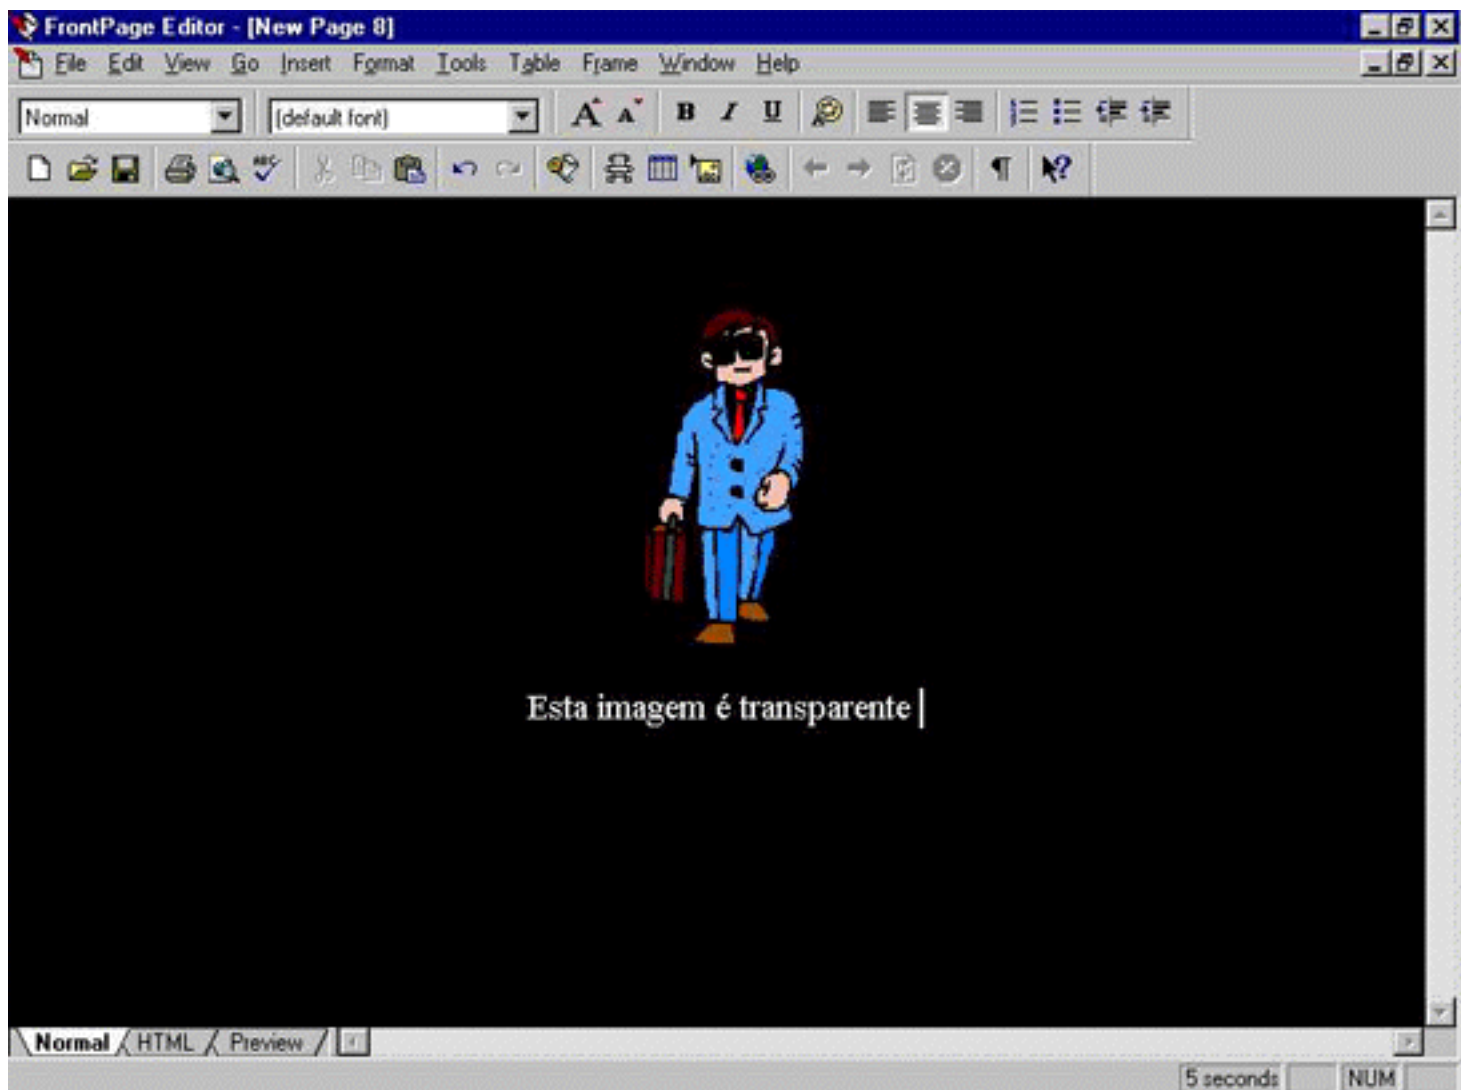 FrontPage Editor - [New Page 8]
File Edit View Go Insert Format Tools Table Frame Window Help
Normal (default font) A A B I U
ABC
Esta imagem é transparente
Normal HTML Preview
5 seconds NUM